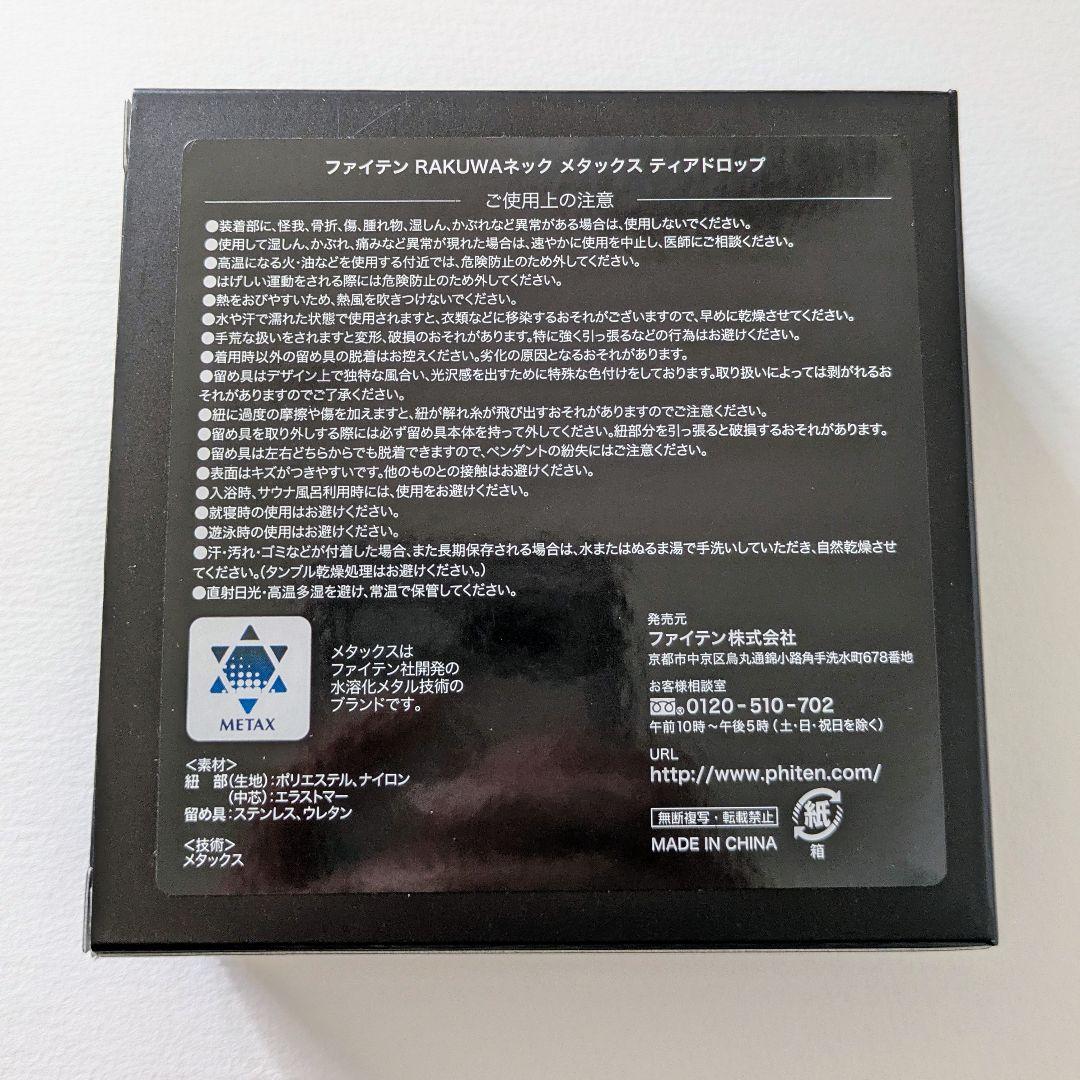 ファイテン RAKUWAネック メタックス ティアドロップ
ご使用上の注意
●装着部に、怪我、骨折、傷、腫れ物、湿しん、かぶれなど異常がある場合は、使用しないでください。
●使用して湿しん、かぶれ、痛みなど異常が現れた場合は、速やかに使用を中止し、医師にご相談ください。
●高温になる火・油などを使用する付近では、危険防止のため外してください。
●はげしい運動をされる際には危険防止のため外してください。
●熱をおびやすいため、熱風を吹きつけないでください。
●水や汗で濡れた状態で使用されますと、衣類などに移染するおそれがございますので、早めに乾燥させてください。
●手荒な扱いをされますと変形、破損のおそれがあります。特に強く引っ張るなどの行為はお避けください。
●着用時以外の留め具の脱着はお控えください。劣化の原因となるおそれがあります。
●留め具はデザイン上で独特な風合い、光沢感を出すために特殊な色付けをしております。取り扱いによっては剥がれるお
それがありますのでご了承ください。
●紐に過度の摩擦や傷を加えますと、紐が解れ糸が飛び出すおそれがありますのでご注意ください。
●留め具を取り外しする際には必ず留め具本体を持って外してください。紐部分を引っ張ると破損するおそれがあります。
●留め具は左右どちらからでも脱着できますので、ペンダントの紛失にはご注意ください。
●表面はキズがつきやすいです。他のものとの接触はお避けください。
●入浴時、サウナ風呂利用時には、使用をお避けください。
●就寝時の使用はお避けください。
●遊泳時の使用はお避けください。
●汗・汚れ・ゴミなどが付着した場合、また長期保存される場合は、水またはぬるま湯で手洗いしていただき、自然乾燥させ
てください。(タンブル乾燥処理はお避けください。)
●直射日光・高温多湿を避け、常温で保管してください。
METAX
メタックスは
ファイテン社開発の
水溶化メタル技術の
ブランドです。
<素材>
紐 部(生地):ポリエステル、ナイロン
(中芯):エラストマー
留め具:ステンレス、ウレタン
<技術>
メタックス
発売元
ファイテン株式会社
京都市中京区烏丸通錦小路角手洗水町678番地
お客様相談室
®0120-510-702
午前10時〜午後5時(土・日・祝日を除く)
URL
http://www.phiten.com/
無断複写・転載禁止
MADE IN CHINA
紙
箱